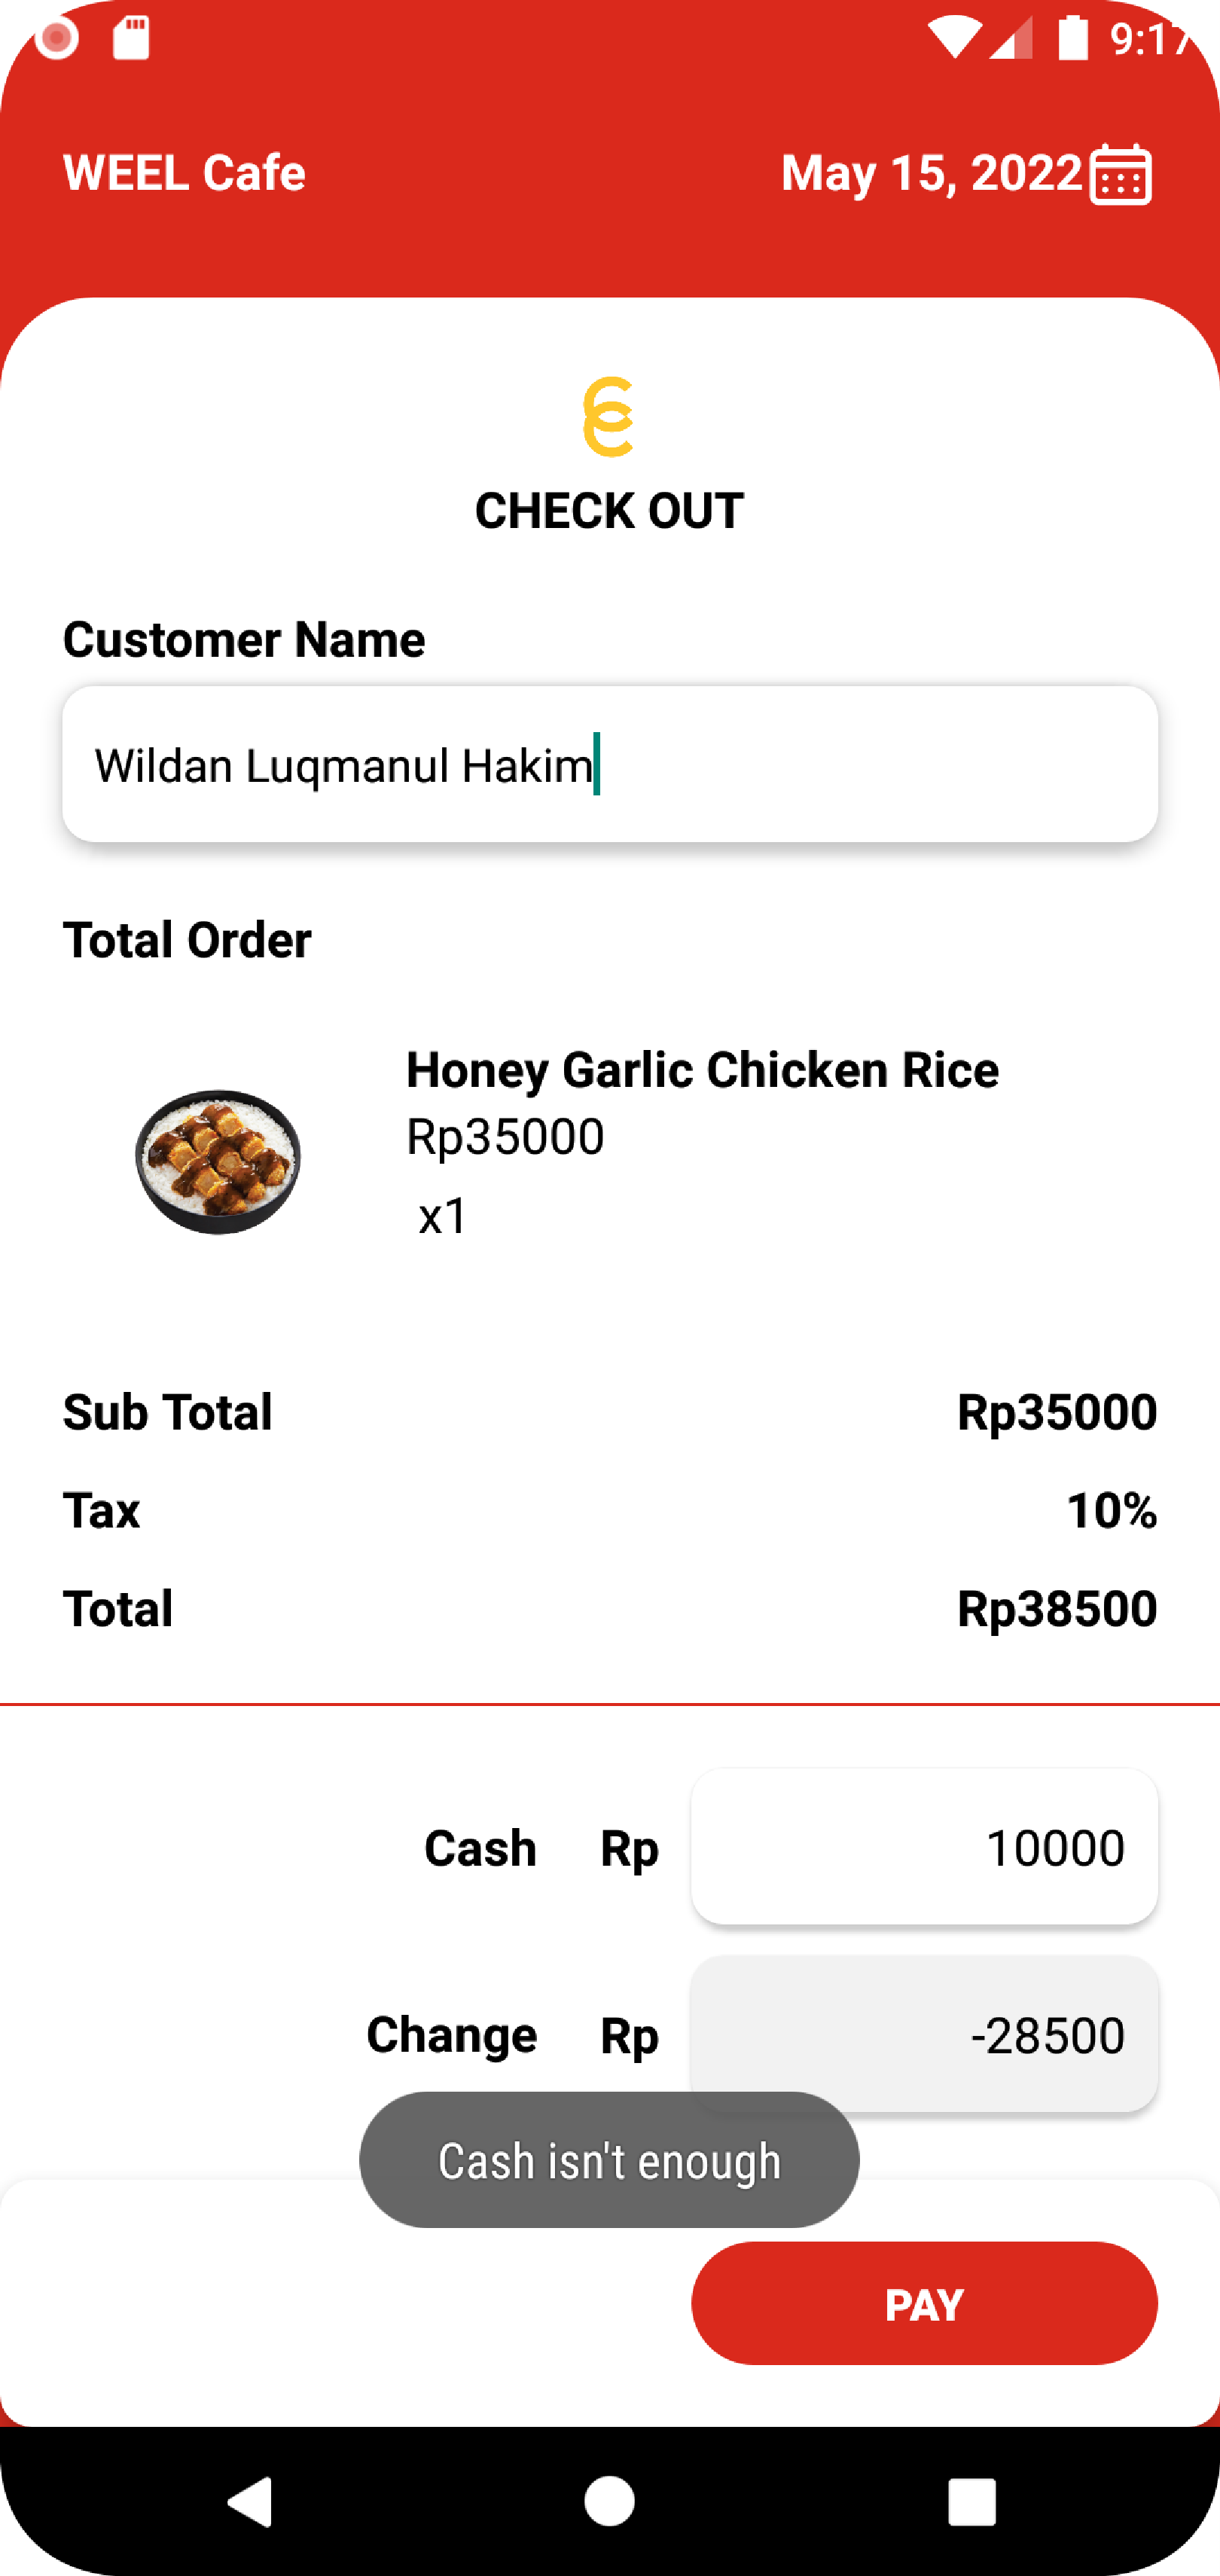 9:17
WEEL Cafe
May 15, 2022
CHECK OUT
Customer Name
Wildan Luqmanul Hakim
Total Order
Honey Garlic Chicken Rice
Rp35000
x1
Sub Total Rp35000
Tax 10%
Total Rp38500
Cash Rp 10000
Change Rp -28500
Cash isn't enough
PAY